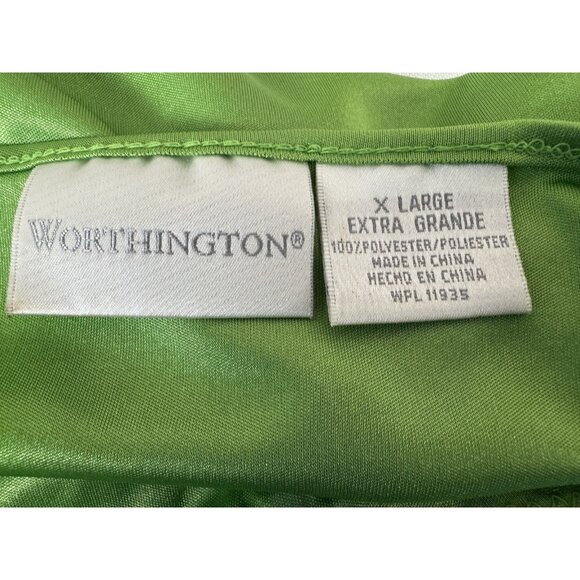 WORTHINGTON®
X LARGE
EXTRA GRANDE
100% POLYESTER/POLIESTER
MADE IN CHINA
HECHO EN CHINA
WPL 11935